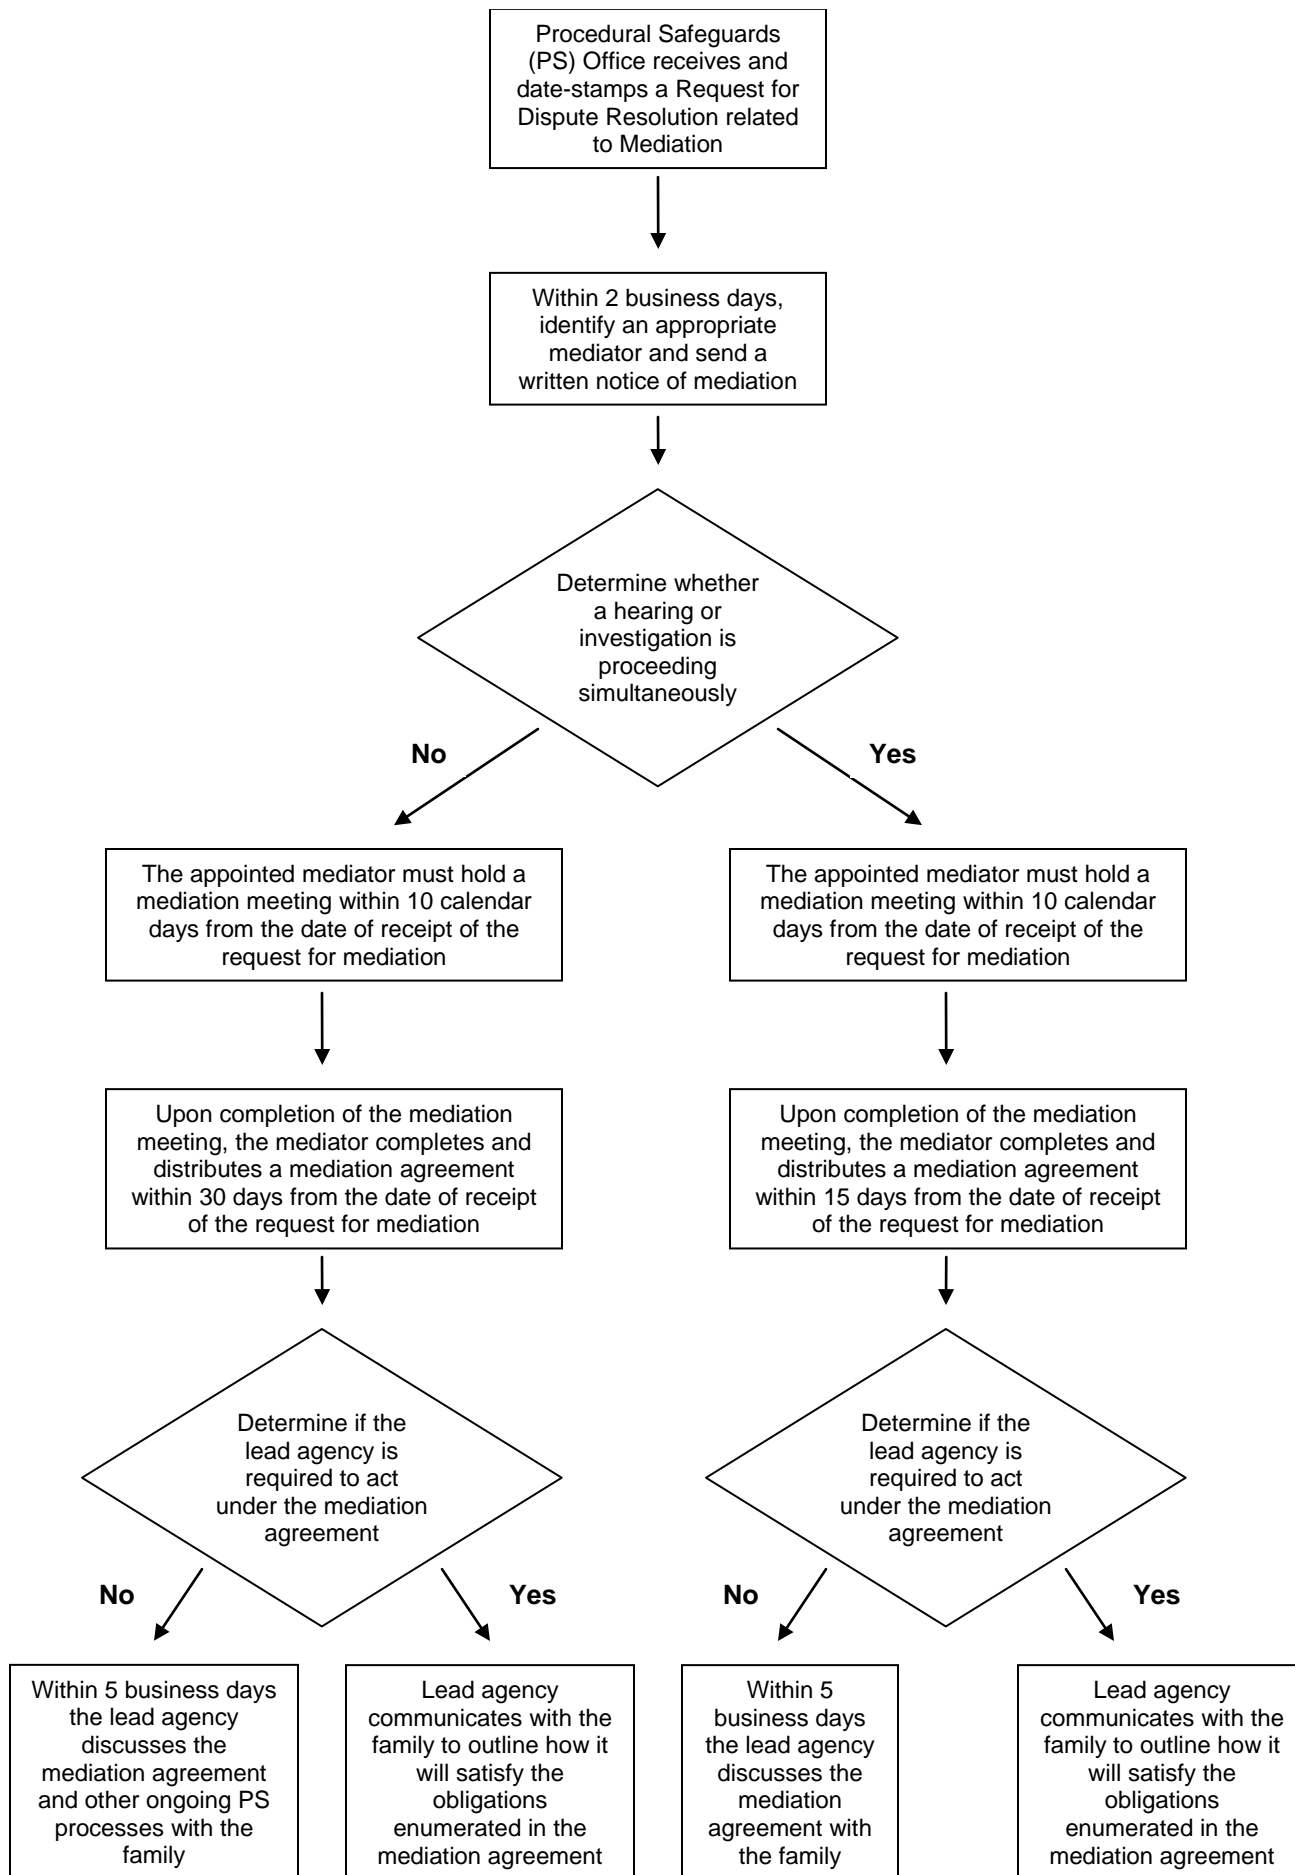 Procedural Safeguards
(PS) Office receives and
date-stamps a Request for
Dispute Resolution related
to Mediation
Within 2 business days,
identify an appropriate
mediator and send a
written notice of mediation
Determine whether
a hearing or
investigation is
proceeding
simultaneously
No
Yes
The appointed mediator must hold a
mediation meeting within 10 calendar
days from the date of receipt of the
request for mediation
The appointed mediator must hold a
mediation meeting within 10 calendar
days from the date of receipt of the
request for mediation
Upon completion of the mediation
meeting, the mediator completes and
distributes a mediation agreement
within 30 days from the date of receipt
of the request for mediation
Upon completion of the mediation
meeting, the mediator completes and
distributes a mediation agreement
within 15 days from the date of receipt
of the request for mediation
Determine if the
lead agency is
required to act
under the mediation
agreement
Determine if the
lead agency is
required to act
under the mediation
agreement
No
Yes
No
Yes
Within 5 business days
the lead agency
discusses the
mediation agreement
and other ongoing PS
processes with the
family
Lead agency
communicates with the
family to outline how it
will satisfy the
obligations
enumerated in the
mediation agreement
Within 5
business days
the lead agency
discusses the
mediation
agreement with
the family
Lead agency
communicates with the
family to outline how it
will satisfy the
obligations
enumerated in the
mediation agreement